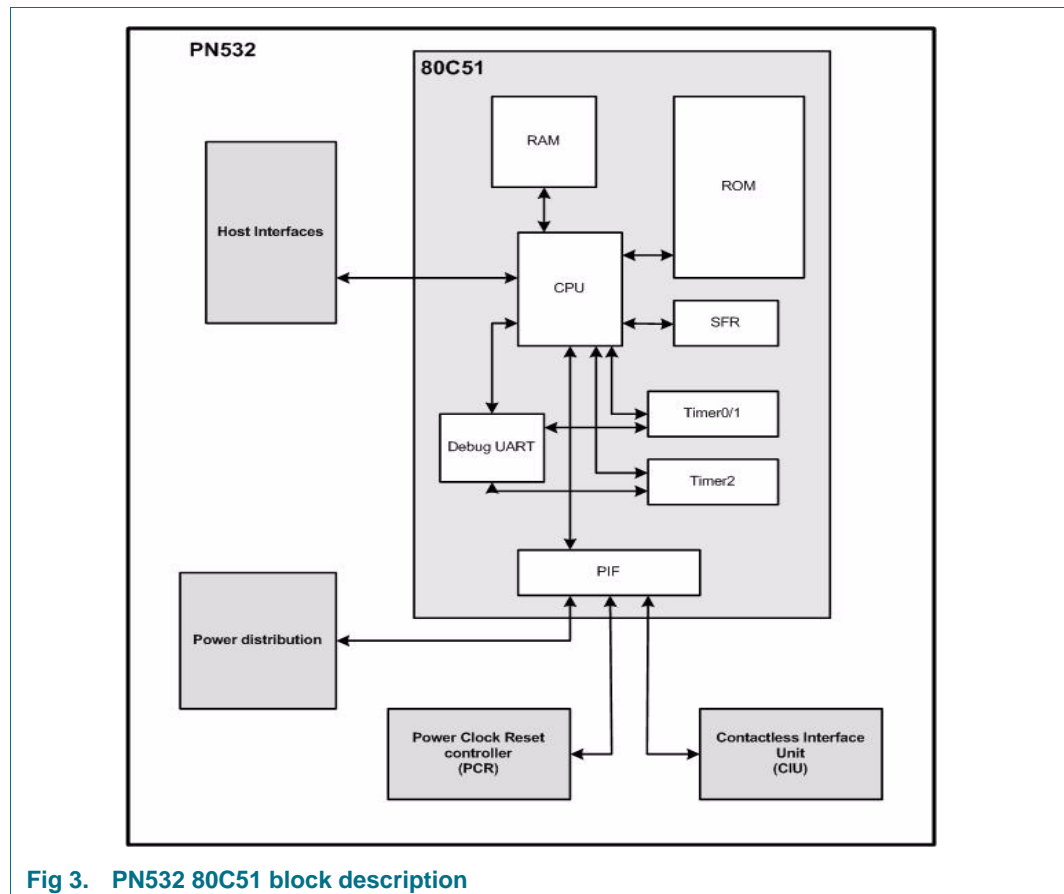 PN532
80C51
RAM
ROM
Host Interfaces
CPU
SFR
Timer0/1
Debug UART
Timer2
PIF
Power distribution
Power Clock Reset
controller
(PCR)
Contactless Interface
Unit
(CIU)
Fig 3. PN532 80C51 block description